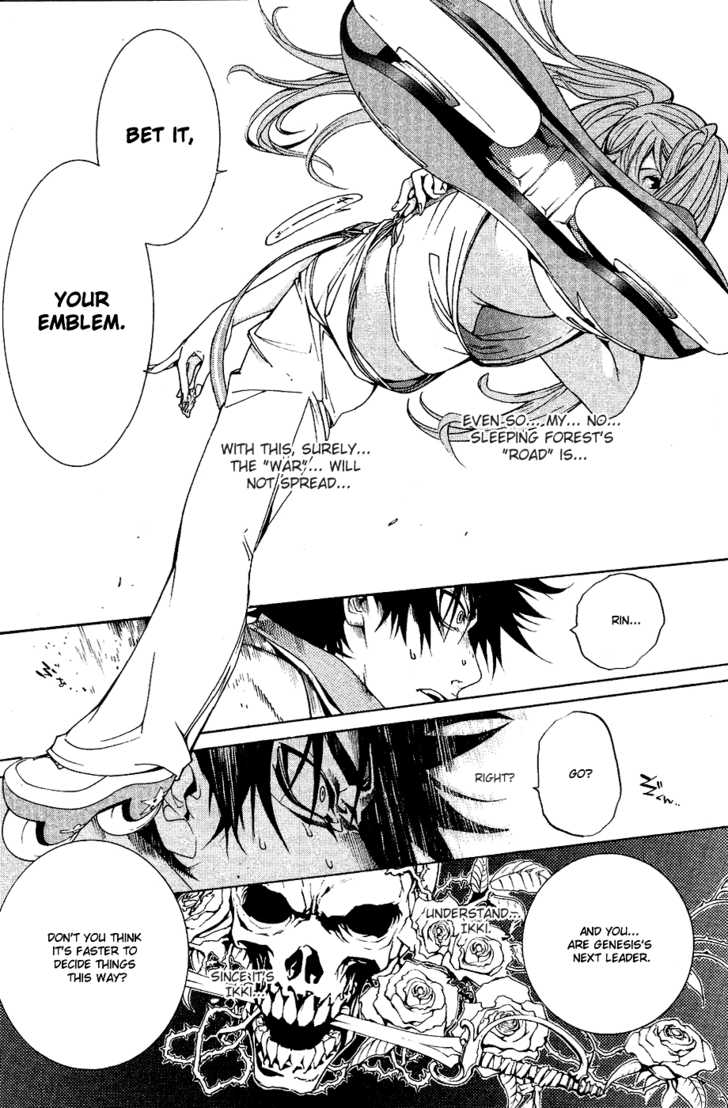 BET IT,
YOUR
EMBLEM.
EVEN SO... MY... NO...
SLEEPING FOREST'S
"ROAD" IS...
WITH THIS, SURELY...
THE "WAR"... WILL
NOT SPREAD...
RIN...
GO?
RIGHT?
AND YOU...
ARE GENESIS'S
NEXT LEADER.
UNDERSTAND...
IKKI.
SINCE IT'S
IKKI...
DON'T YOU THINK
IT'S FASTER TO
DECIDE THINGS
THIS WAY?